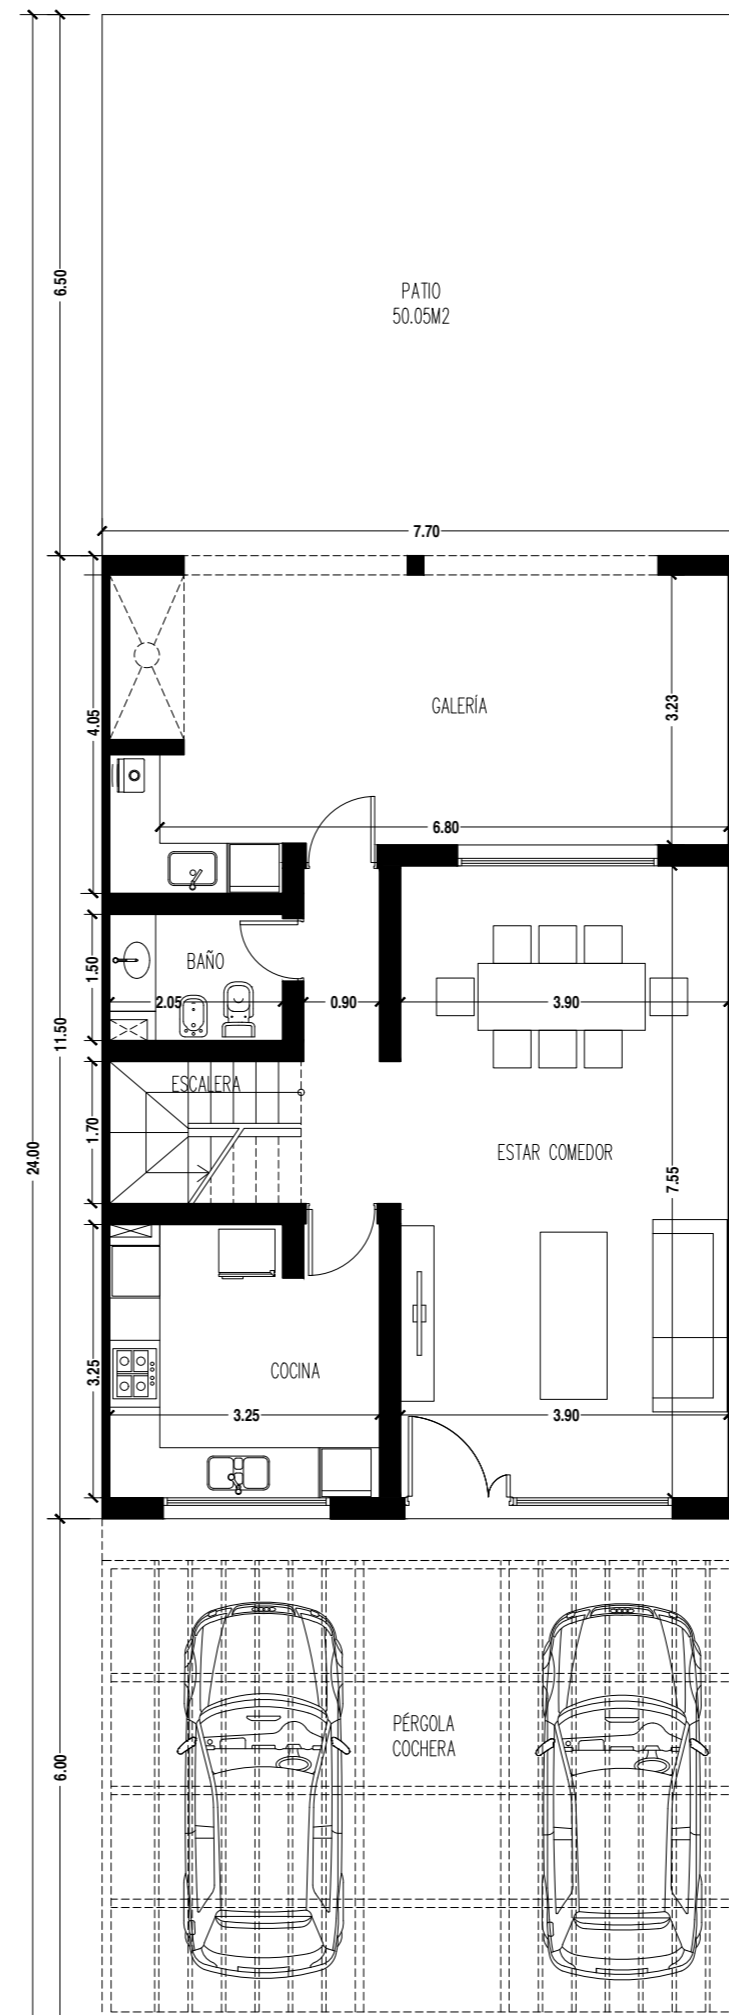 6.50
PATIO
50.05M2
7.70
4.05
GALERÍA
3.23
6.80
1.50
BAÑO
2.05
0.90
3.90
11.50
24.00
1.70
ESCALERA
ESTAR COMEDOR
7.55
3.25
COCINA
3.25
3.90
6.00
PÉRGOLA
COCHERA